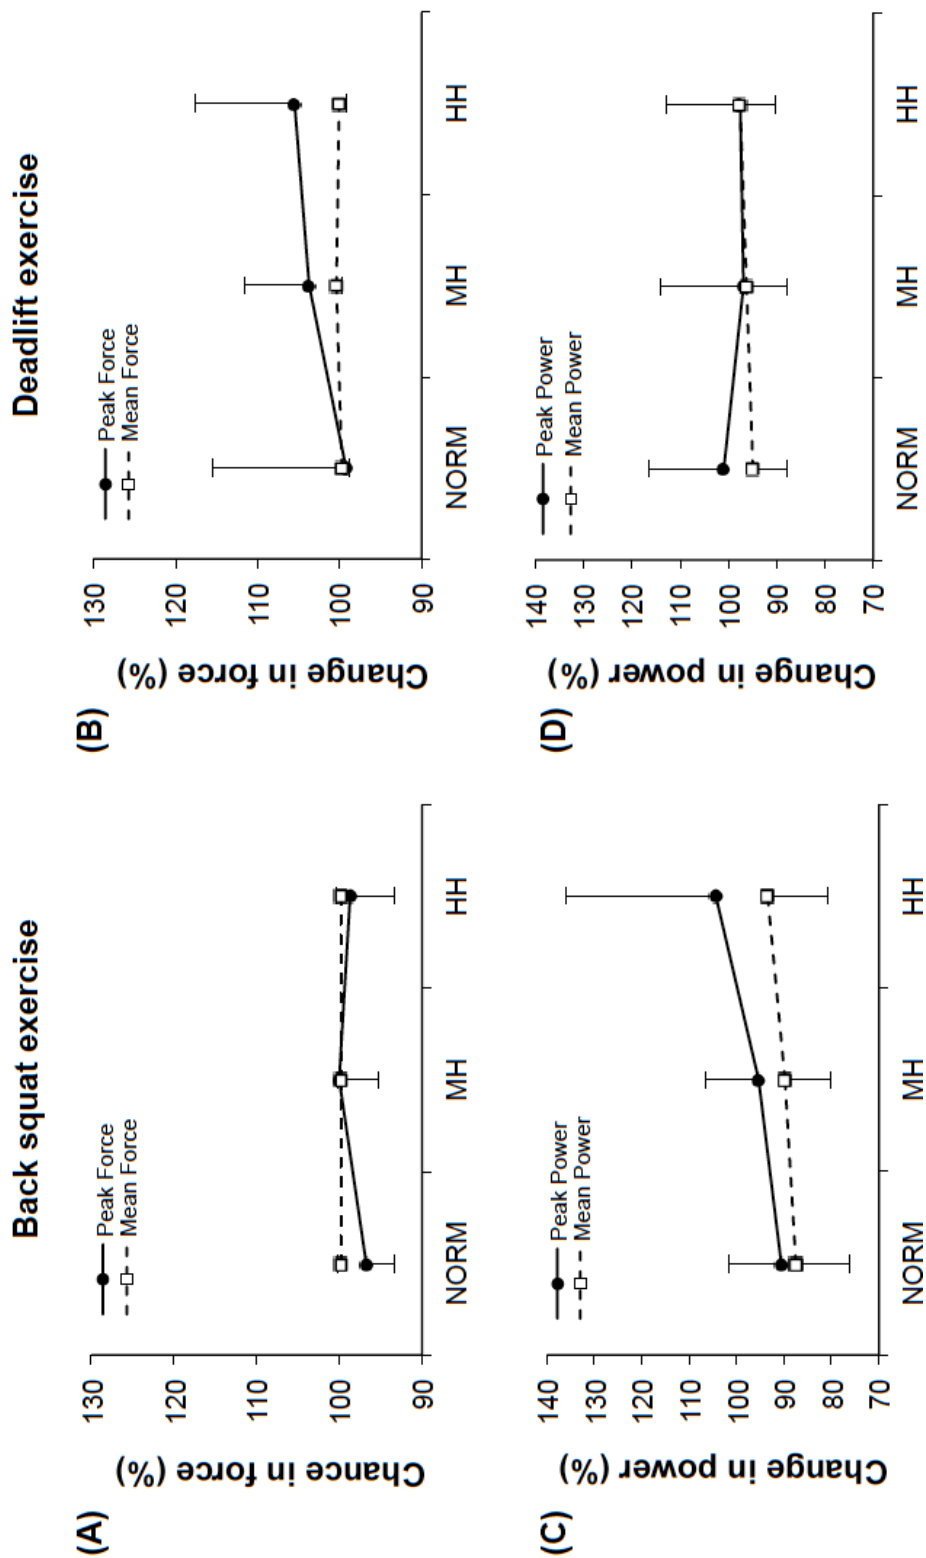 Back squat exercise
Deadlift exercise
(A)
Chance in force (%)
130
120
110
100
90
Peak Force
Mean Force
NORM
MH
HH
(B)
Change in force (%)
130
120
110
100
90
Peak Force
Mean Force
NORM
MH
HH
(C)
Change in power (%)
140
130
120
110
100
90
80
70
Peak Power
Mean Power
NORM
MH
HH
(D)
Change in power (%)
140
130
120
110
100
90
80
70
Peak Power
Mean Power
NORM
MH
HH